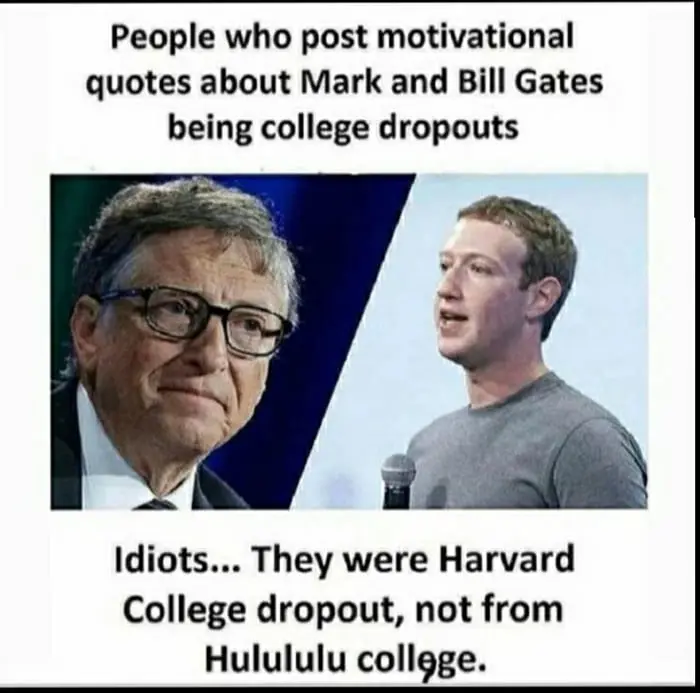 People who post motivational
quotes about Mark and Bill Gates
being college dropouts
Idiots... They were Harvard
College dropout, not from
Hulululu college.